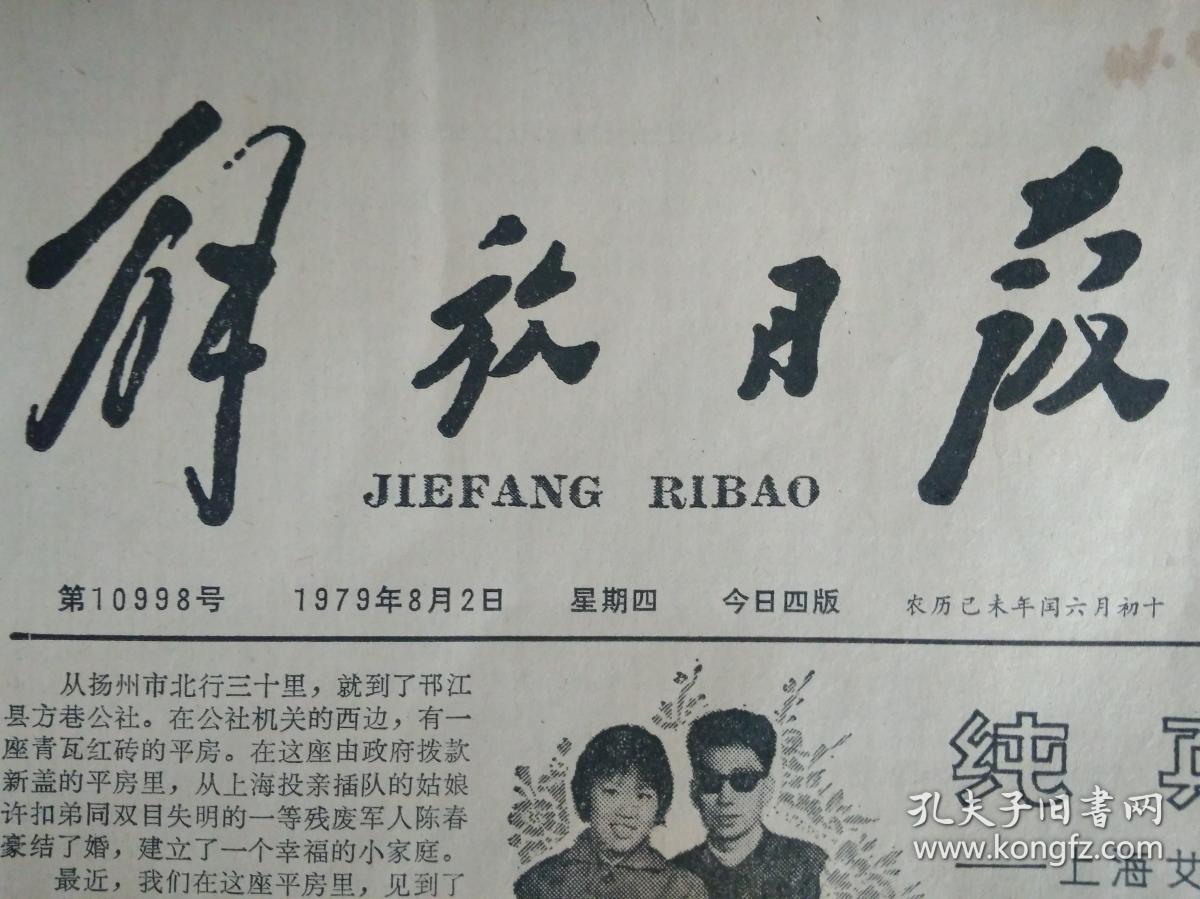 解放日报
JIEFANG RIBAO
第10998号 1979年8月2日 星期四 今日四版 农历己未年闰六月初十
从扬州市北行三十里，就到了邗江
县方巷公社。在公社机关的西边，有一
座青瓦红砖的平房。在这座由政府拨款
新盖的平房里，从上海投亲插队的姑娘
许扣弟同双目失明的一等残废军人陈春
豪结了婚，建立了一个幸福的小家庭。
最近，我们在这座平房里，见到了
纯
——上海女
孔夫子旧书网
www.kongfz.com